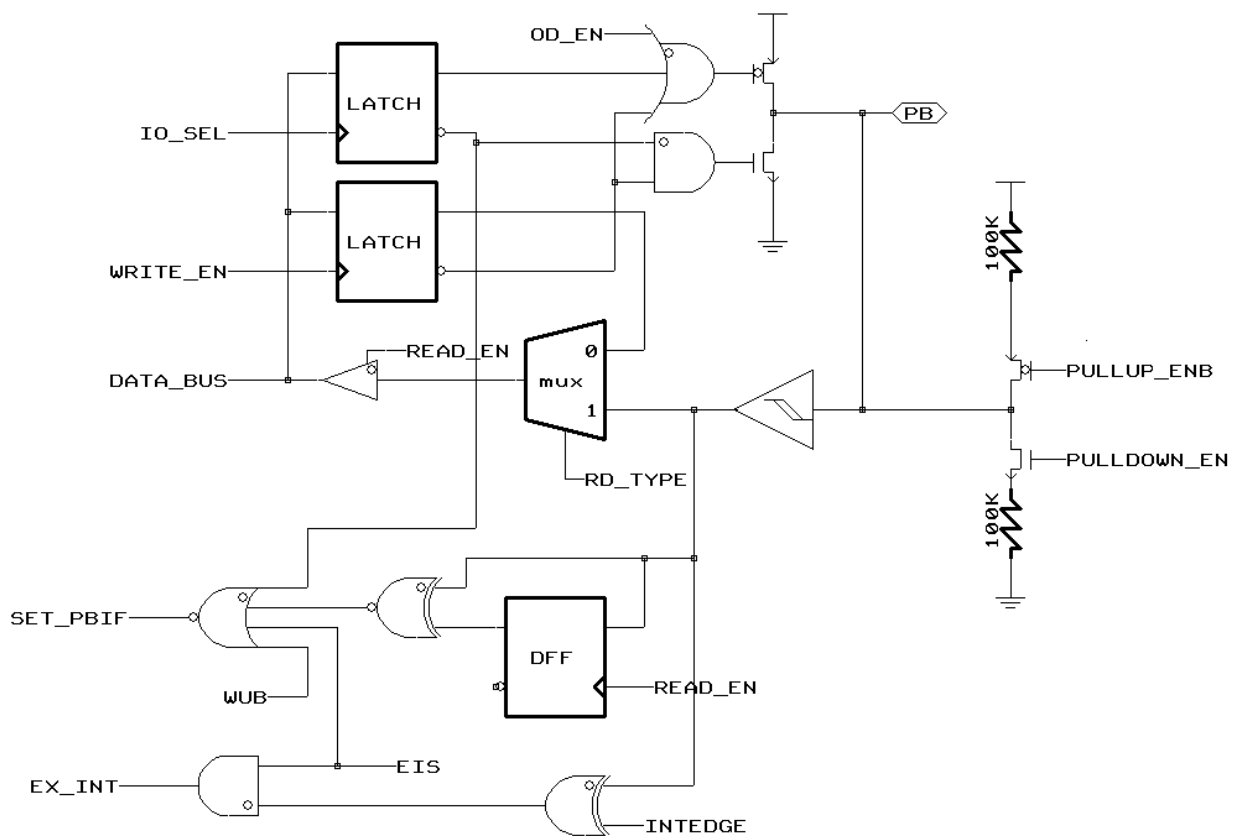 OD_EN
LATCH
PB
IO_SEL
100K
LATCH
WRITE_EN
0
READ_EN
DATA_BUS
mux
PULLUP_ENB
1
PULLDOWN_EN
RD_TYPE
100K
SET_PBIF
DFF
WUB
READ_EN
EIS
EX_INT
INTEDGE